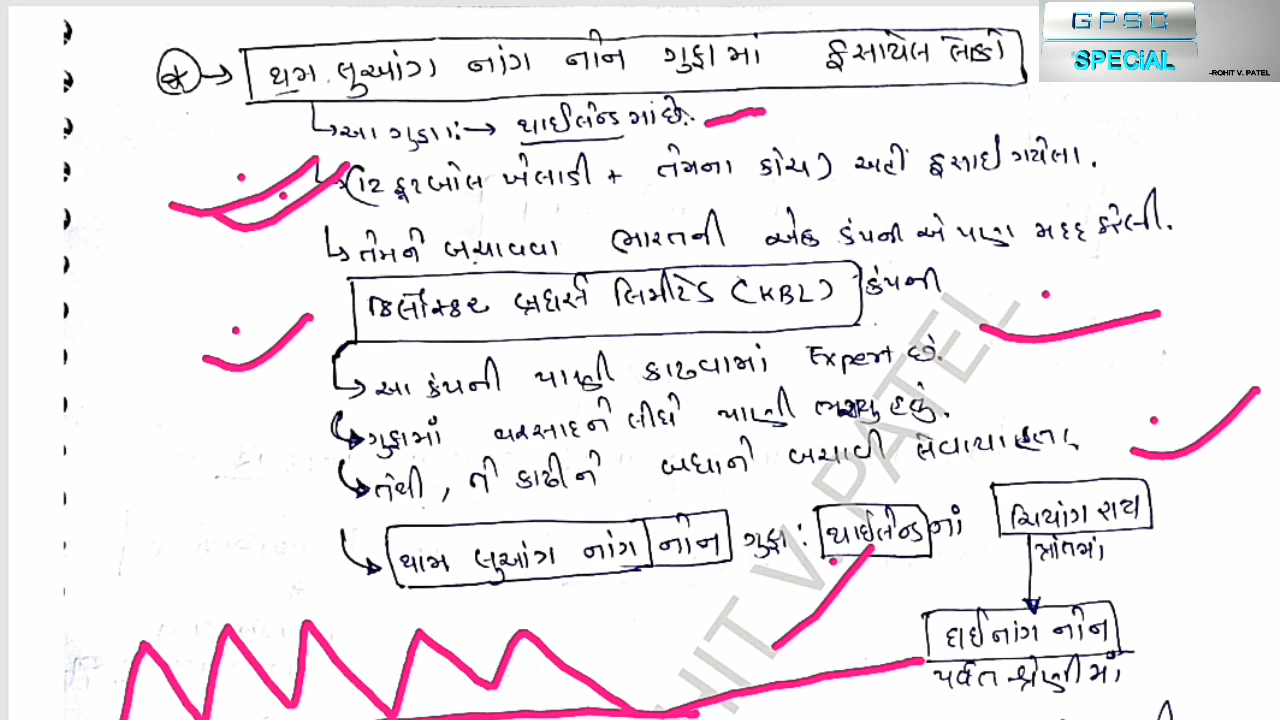 GPSC
SPECIAL
-ROHIT V. PATEL
થામ લુઆંગ નાંગ નોન ગુફામાં ફસાયેલ લોકો
આ ગુફા: → થાઈલેન્ડ માં છે.
(12 ફૂટબોલ ખેલાડી + તેમના કોચ) અહીં ફસાઈ ગયેલા.
તેમને બચાવવા ભારતની એક કંપની એ પણ મદદ કરેલી.
કિર્લોસ્કર બ્રધર્સ લિમીટેડ (KBL) કંપની
આ કંપની પાણી કાઢવામાં Expert છે.
ગુફામાં વરસાદને લીધે પાણી ભરાયુ હતું.
તેથી, તે કાઢીને બધાને બચાવી લેવાયા હતા.
થામ લુઆંગ નાંગ નોન ગુફા: થાઈલેન્ડ નાં ચિયાંગ રાય
પ્રાંતમાં
દાઈ નાંગ નોન
પર્વત શ્રેણીમાં
HIT V. PATEL